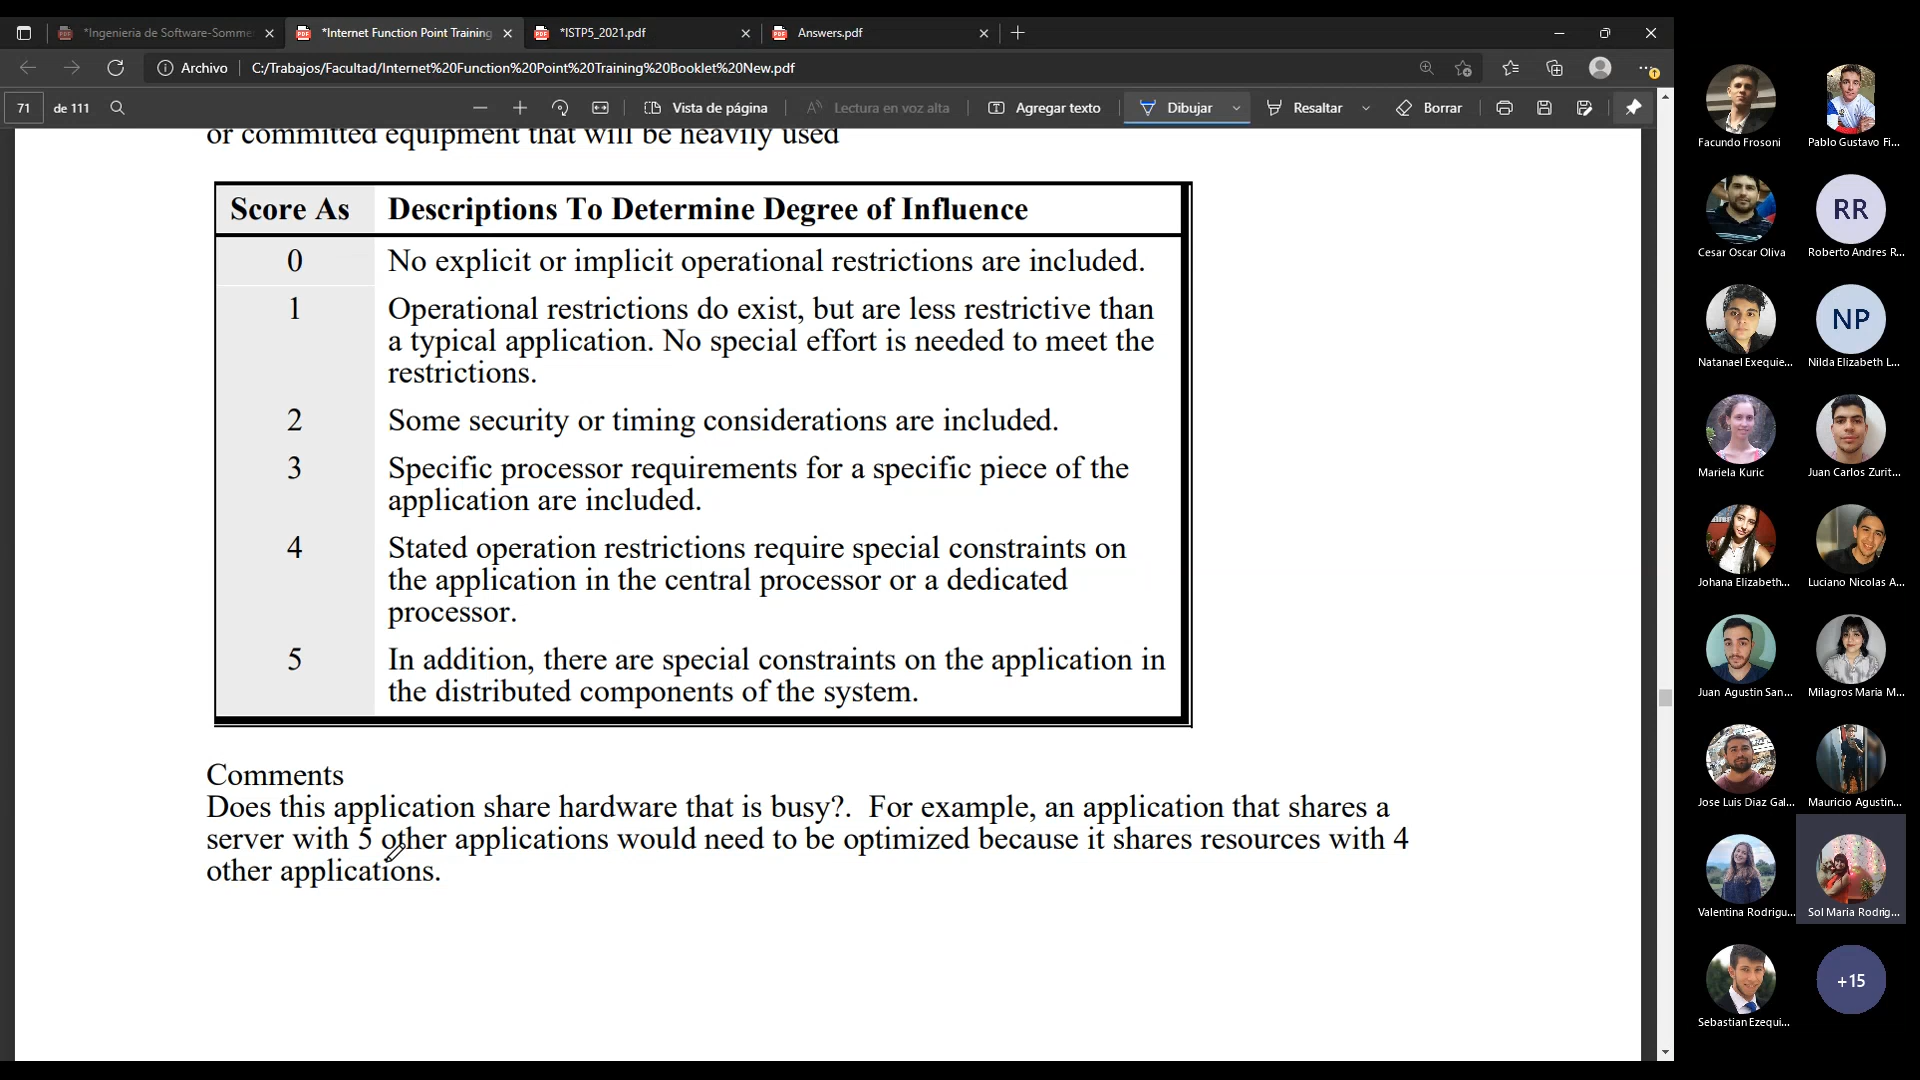 *Ingenieria de Software-Somme
*Internet Function Point Training
*ISTP5_2021.pdf
Answers.pdf
Archivo
C:/Trabajos/Facultad/Internet%20Function%20Point%20Training%20Booklet%20New.pdf
71 de 111
Vista de página
Lectura en voz alta
Agregar texto
Dibujar
Resaltar
Borrar
or committed equipment that will be heavily used
Score As Descriptions To Determine Degree of Influence
0 No explicit or implicit operational restrictions are included.
1 Operational restrictions do exist, but are less restrictive than
a typical application. No special effort is needed to meet the
restrictions.
2 Some security or timing considerations are included.
3 Specific processor requirements for a specific piece of the
application are included.
4 Stated operation restrictions require special constraints on
the application in the central processor or a dedicated
processor.
5 In addition, there are special constraints on the application in
the distributed components of the system.
Comments
Does this application share hardware that is busy?. For example, an application that shares a
server with 5 other applications would need to be optimized because it shares resources with 4
other applications.
Facundo Frosoni
Pablo Gustavo Fi...
Cesar Oscar Oliva
RR
Roberto Andres R...
Natanael Exequie...
NP
Nilda Elizabeth L...
Mariela Kuric
Juan Carlos Zurit...
Johana Elizabeth...
Luciano Nicolas A...
Juan Agustin San...
Milagros Maria M...
Jose Luis Diaz Gal...
Mauricio Agustin...
Valentina Rodrigu...
Sol Maria Rodrig...
Sebastian Ezequi...
+15